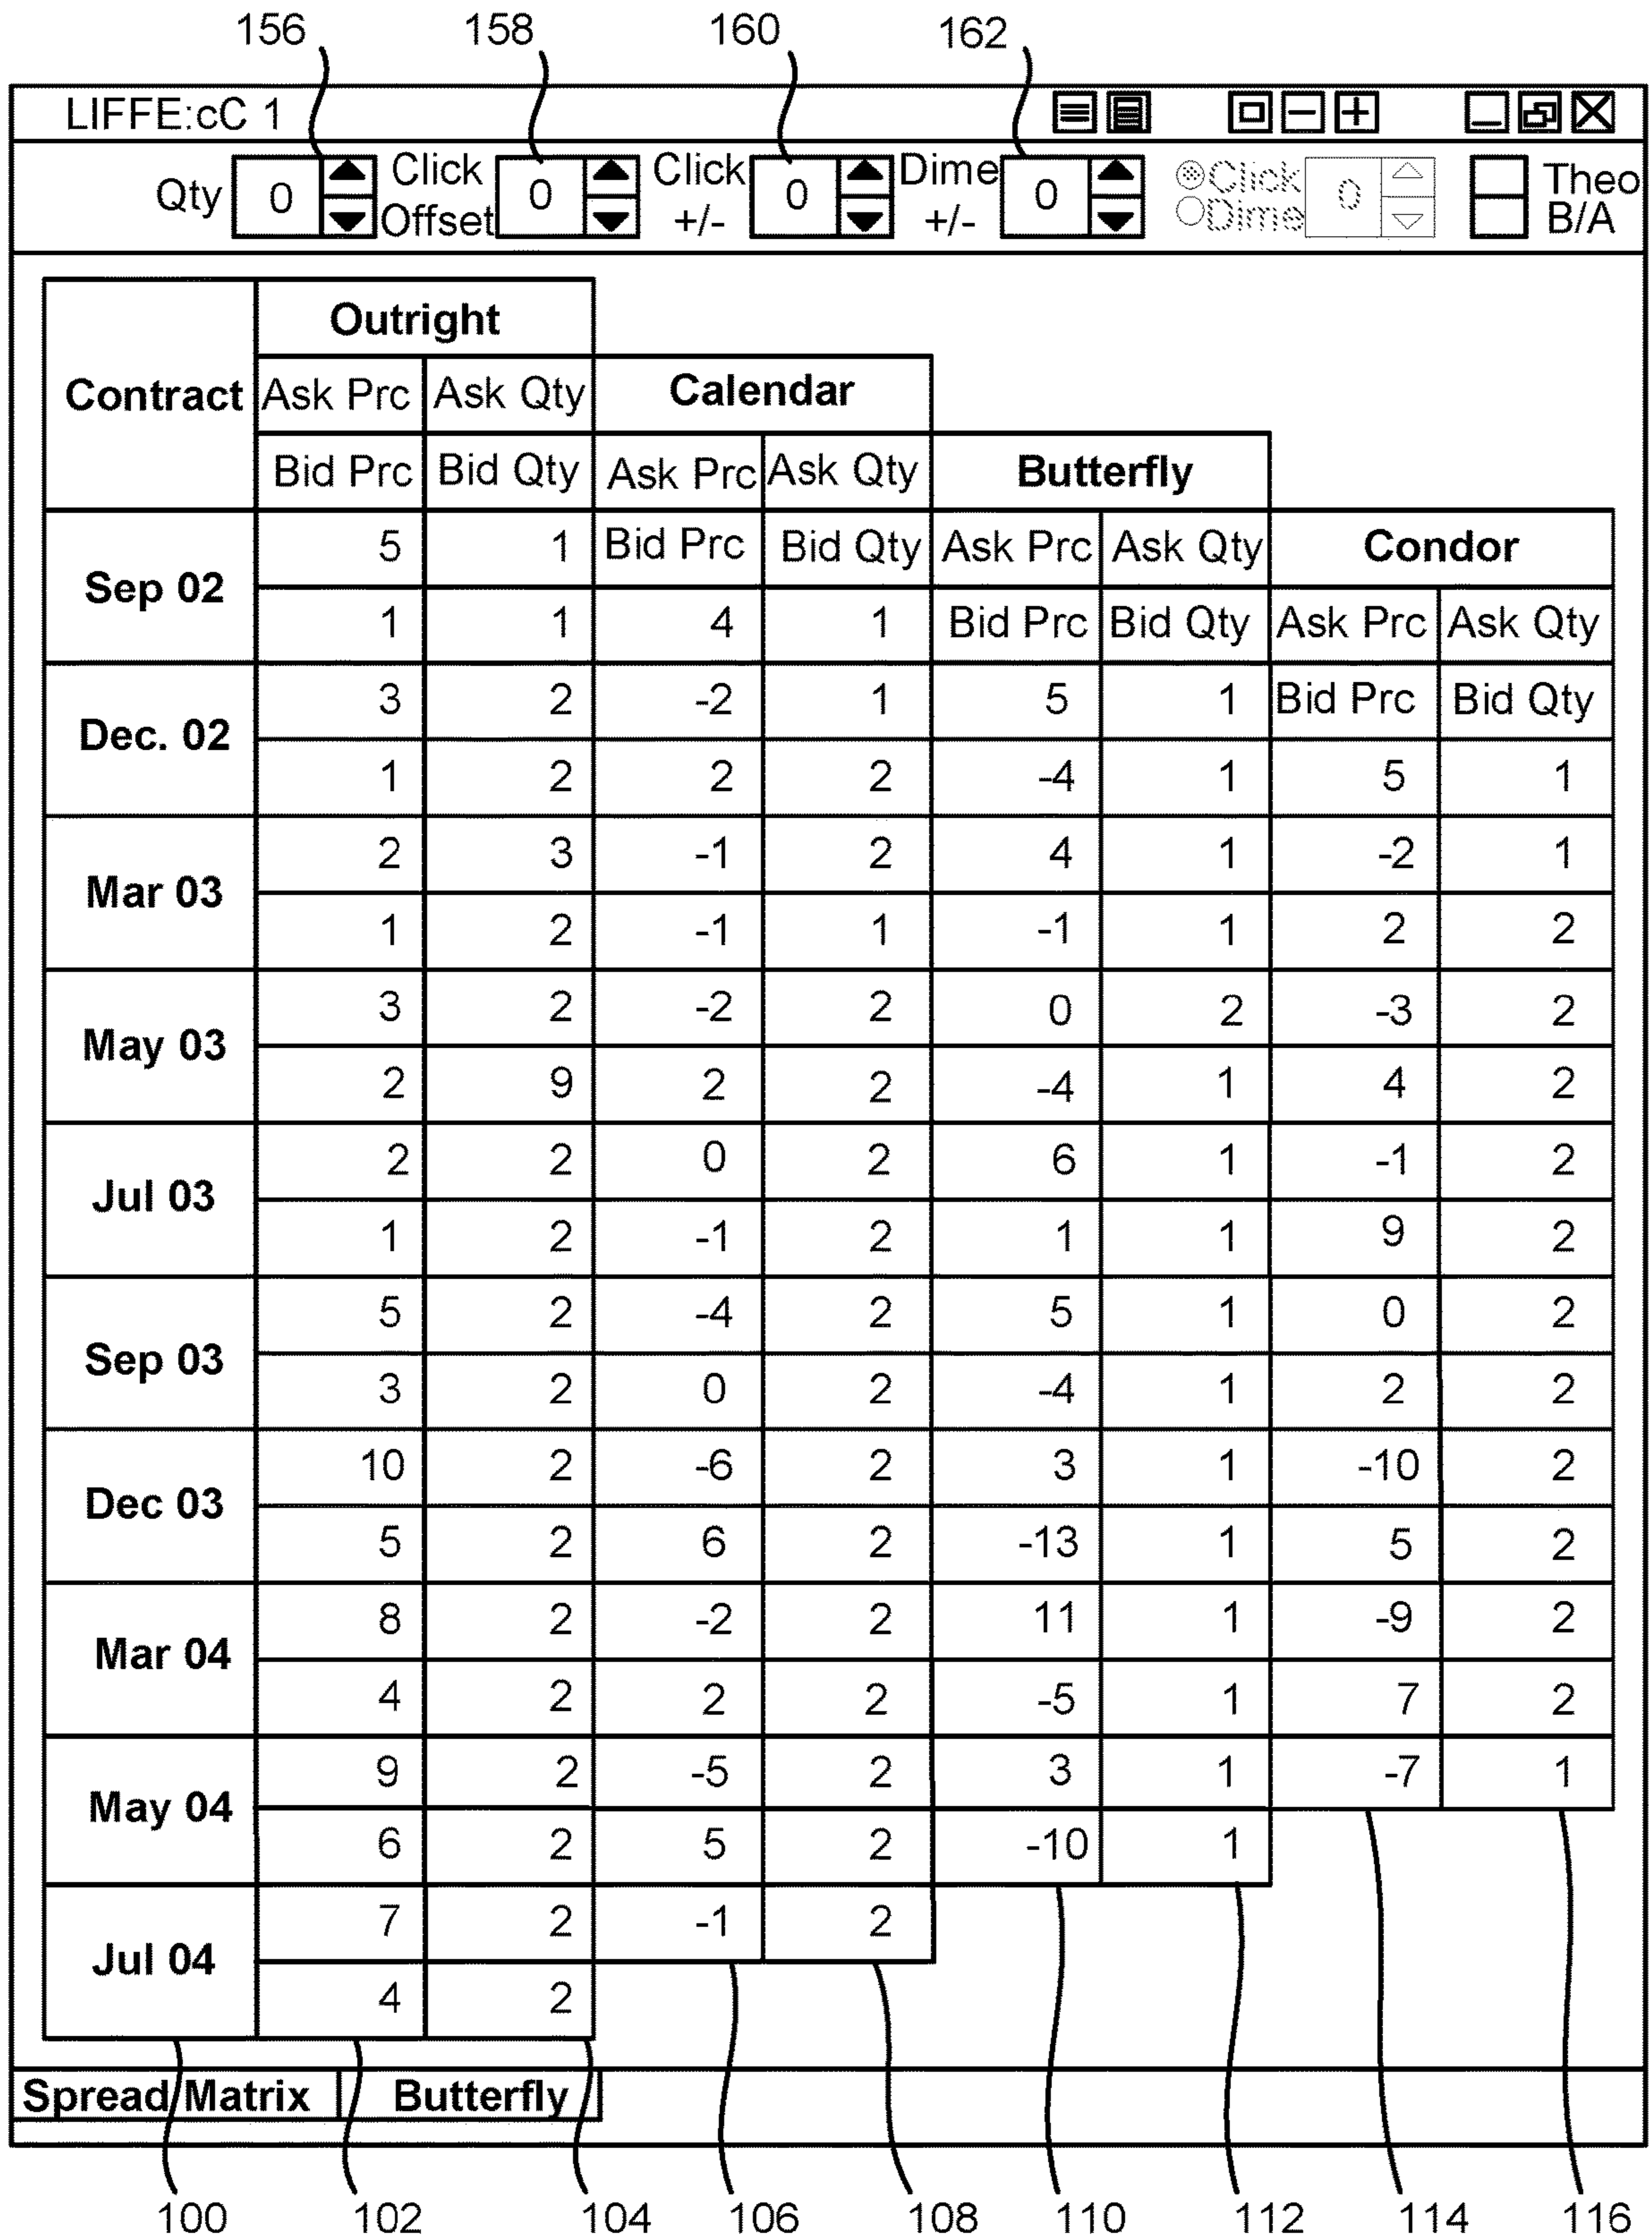 156 158 160 162
LIFFE:cC 1
Qty 0 Click Offset 0 Click +/- 0 Dime +/- 0 Click Dime 0 Theo B/A
Contract Outright
Ask Prc Ask Qty Calendar
Bid Prc Bid Qty Ask Prc Ask Qty Butterfly
Sep 02 5 1 Bid Prc Bid Qty Ask Prc Ask Qty Condor
1 1 4 1 Bid Prc Bid Qty Ask Prc Ask Qty
Dec. 02 3 2 -2 1 5 1 Bid Prc Bid Qty
1 2 2 2 -4 1 5 1
Mar 03 2 3 -1 2 4 1 -2 1
1 2 -1 1 -1 1 2 2
May 03 3 2 -2 2 0 2 -3 2
2 9 2 2 -4 1 4 2
Jul 03 2 2 0 2 6 1 -1 2
1 2 -1 2 1 1 9 2
Sep 03 5 2 -4 2 5 1 0 2
3 2 0 2 -4 1 2 2
Dec 03 10 2 -6 2 3 1 -10 2
5 2 6 2 -13 1 5 2
Mar 04 8 2 -2 2 11 1 -9 2
4 2 2 2 -5 1 7 2
May 04 9 2 -5 2 3 1 -7 1
6 2 5 2 -10 1
Jul 04 7 2 -1 2
4 2
Spread Matrix Butterfly
100 102 104 106 108 110 112 114 116